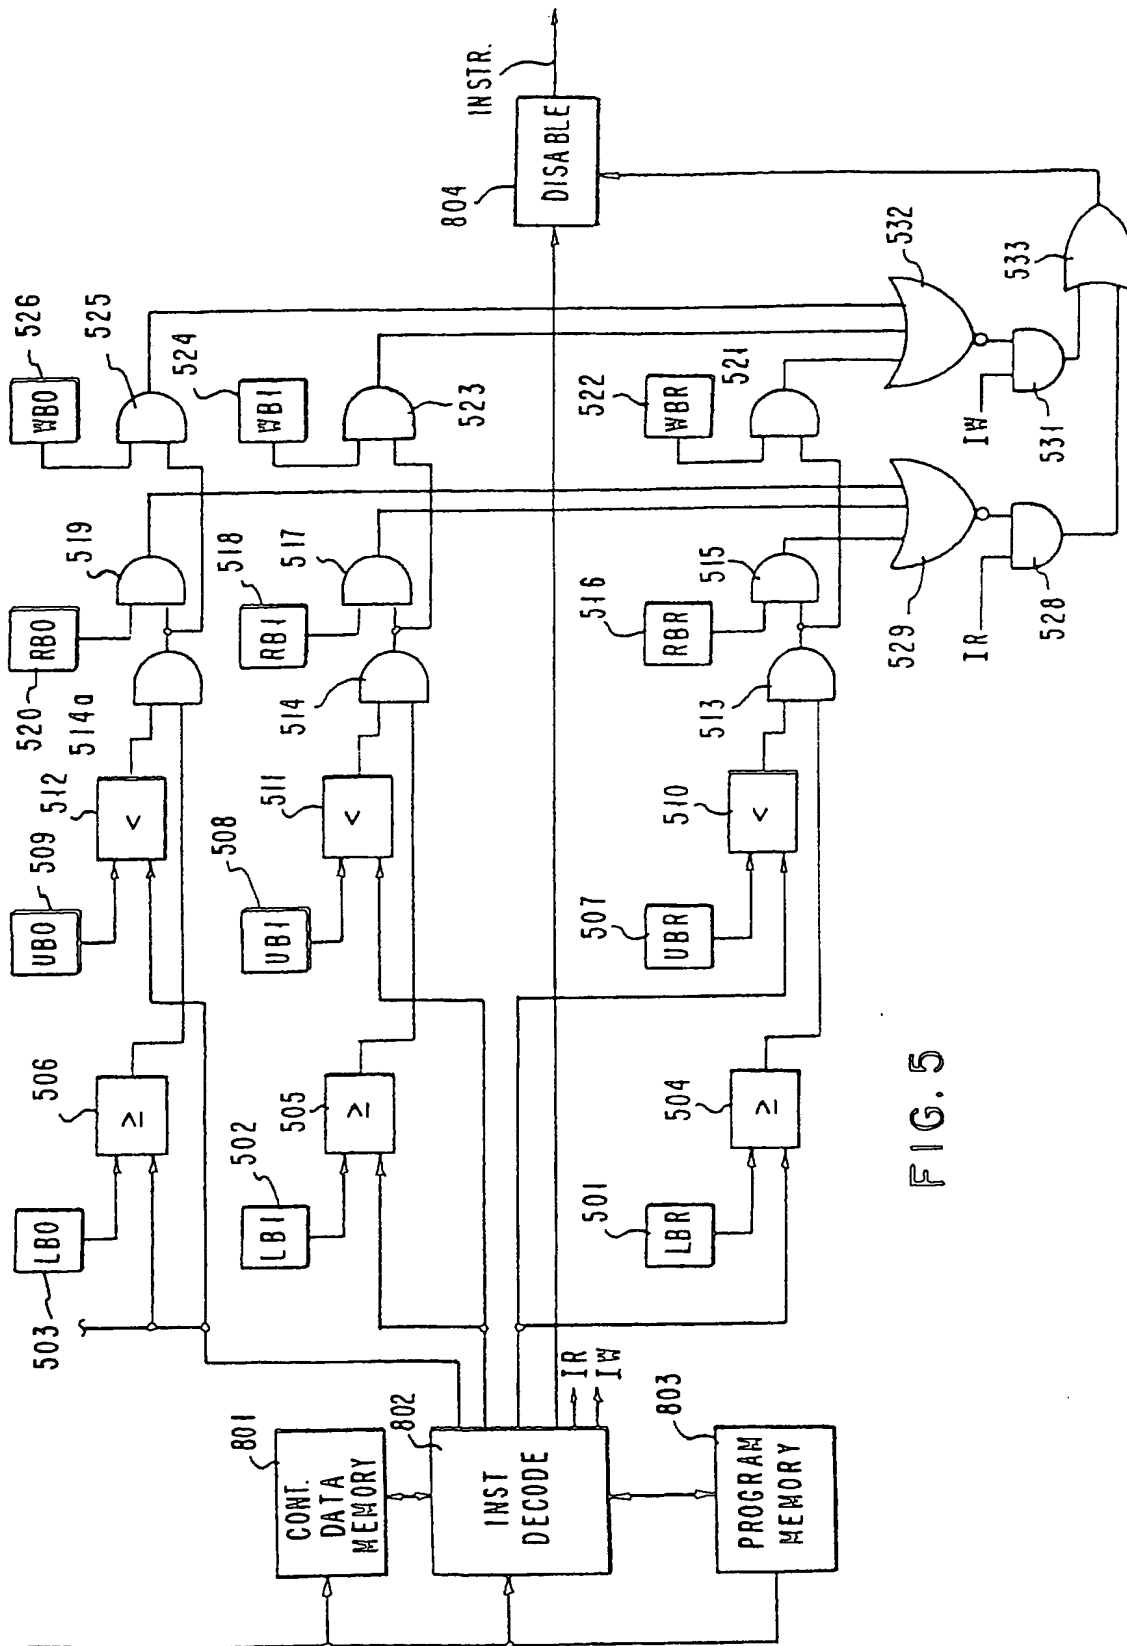 526
WBO
525
524
WBI
523
522
WBR
521
532
IW
531
533
804
DISABLE
INSTR.
519
520
RBO
514a
518
RBI
517
514
516
RBR
515
513
529
IR
528
509
UBO
512
<
508
UBI
511
<
507
UBR
510
<
503
LBO
506
≥
502
LBI
505
≥
501
LBR
504
≥
801
CONT.
DATA
MEMORY
802
INST
DECODE
IR
IW
803
PROGRAM
MEMORY
FIG.5